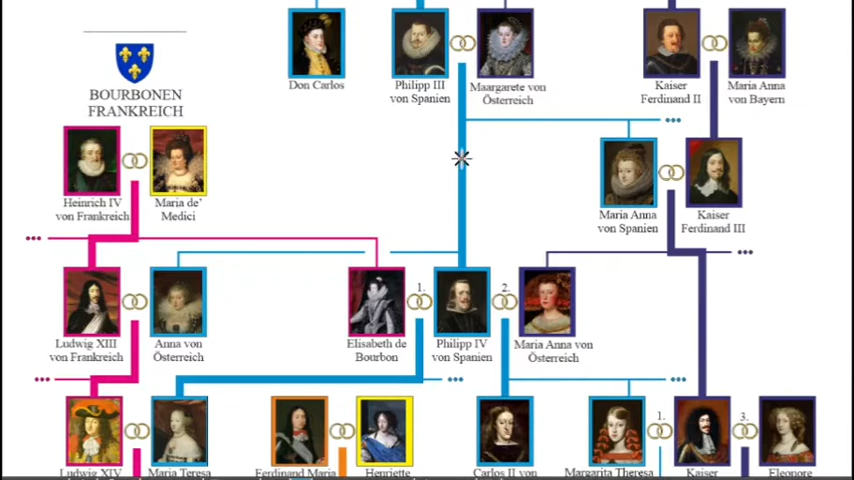 Don Carlos
Philipp III
von Spanien
Maargarete von
Österreich
Kaiser
Ferdinand II
Maria Anna
von Bayern
BOURBONEN
FRANKREICH
Heinrich IV
von Frankreich
Maria de'
Medici
Maria Anna
von Spanien
Kaiser
Ferdinand III
1.
2.
Ludwig XIII
von Frankreich
Anna von
Österreich
Elisabeth de
Bourbon
Philipp IV
von Spanien
Maria Anna von
Österreich
1.
3.
Ludwig XIV
Maria Teresa
Ferdinand Maria
Henriette
Carlos II von
Margarita Theresa
Kaiser
Eleonore